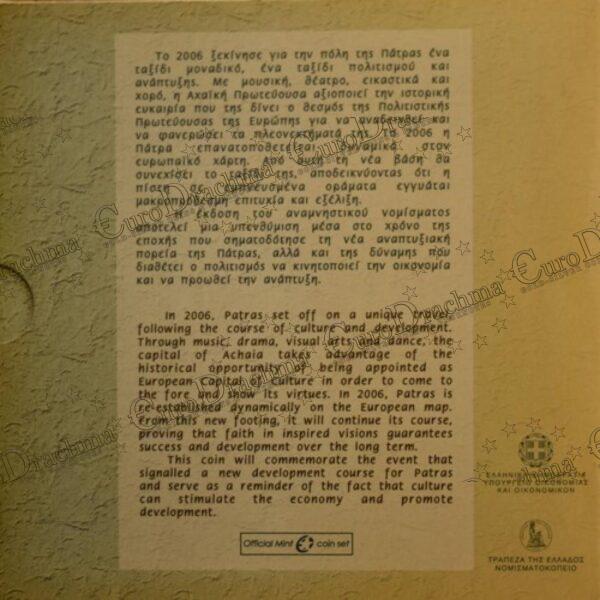 Το 2006 ξεκίνησε για την πόλη της Πάτρας ένα
ταξίδι μοναδικό, ένα ταξίδι πολιτισμού και
ανάπτυξης. Με μουσική, θέατρο, εικαστικά και
χορό, η Αχαϊκή Πρωτεύουσα αξιοποιεί την ιστορική
ευκαιρία που της δίνει ο θεσμός της Πολιτιστικής
Πρωτεύουσας της Ευρώπης για να αναδειχθεί και
να φανερώσει τα πλεονεκτήματά της. Το 2006 η
Πάτρα επανατοποθετείται δυναμικά στον
ευρωπαϊκό χάρτη. Από αυτή τη νέα βάση θα
συνεχίσει το ταξίδι της, αποδεικνύοντας ότι η
πίστη σε εμπνευσμένα οράματα εγγυάται
μακροπρόθεσμη επιτυχία και εξέλιξη.
Η έκδοση του αναμνηστικού νομίσματος
αποτελεί μια υπενθύμιση μέσα στο χρόνο της
εποχής που σηματοδότησε τη νέα αναπτυξιακή
πορεία της Πάτρας, αλλά και της δύναμης που
διαθέτει ο πολιτισμός να κινητοποιεί την οικονομία
και να προωθεί την ανάπτυξη.
In 2006, Patras set off on a unique travel
following the course of culture and development.
Through music, drama, visual arts and dance, the
capital of Achaia takes advantage of the
historical opportunity of being appointed as
European Capital of Culture in order to come to
the fore and show its virtues. In 2006, Patras is
re-established dynamically on the European map.
From this new footing, it will continue its course,
proving that faith in inspired visions guarantees
success and development over the long term.
This coin will commemorate the event that
signalled a new development course for Patras
and serve as a reminder of the fact that culture
can stimulate the economy and promote
development.
Official Mint € coin set
ΕΛΛΗΝΙΚΗ ΔΗΜΟΚΡΑΤΙΑ
ΥΠΟΥΡΓΕΙΟ ΟΙΚΟΝΟΜΙΑΣ
ΚΑΙ ΟΙΚΟΝΟΜΙΚΩΝ
ΤΡΑΠΕΖΑ ΤΗΣ ΕΛΛΑΔΟΣ
ΝΟΜΙΣΜΑΤΟΚΟΠΕΙΟ
€uroDrachma
€uroDrachma
€uroDrachma